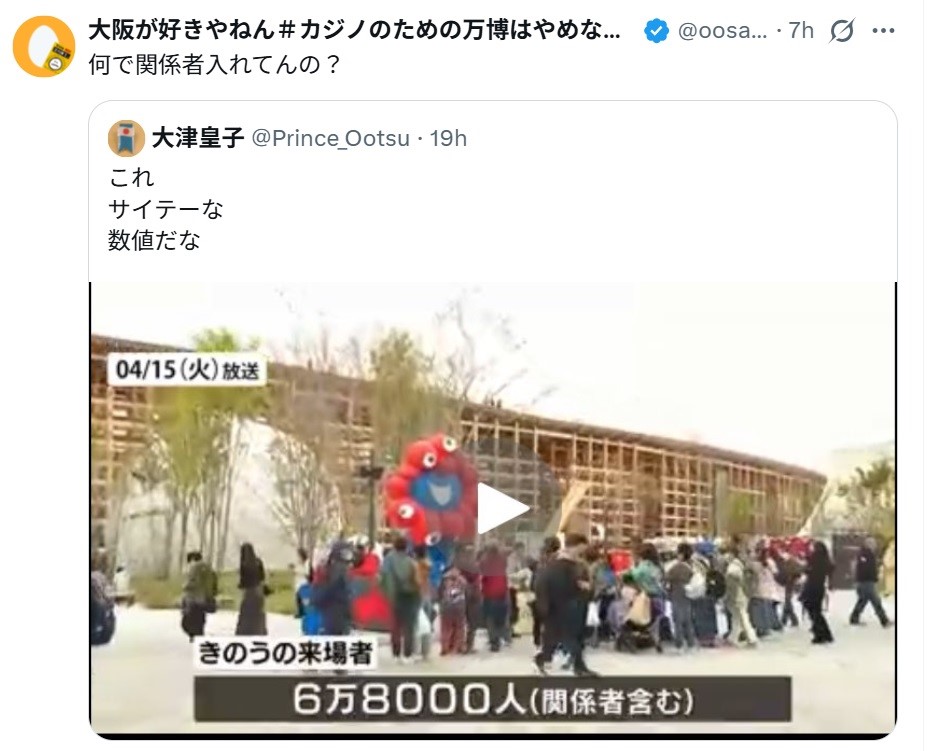 大阪が好きやねん＃カジノのための万博はやめな... @oosa... · 7h
何で関係者入れてんの？
大津皇子 @Prince_Ootsu · 19h
これ
サイテーな
数値だな
04/15(火)放送
きのうの来場者
6万8000人(関係者含む)